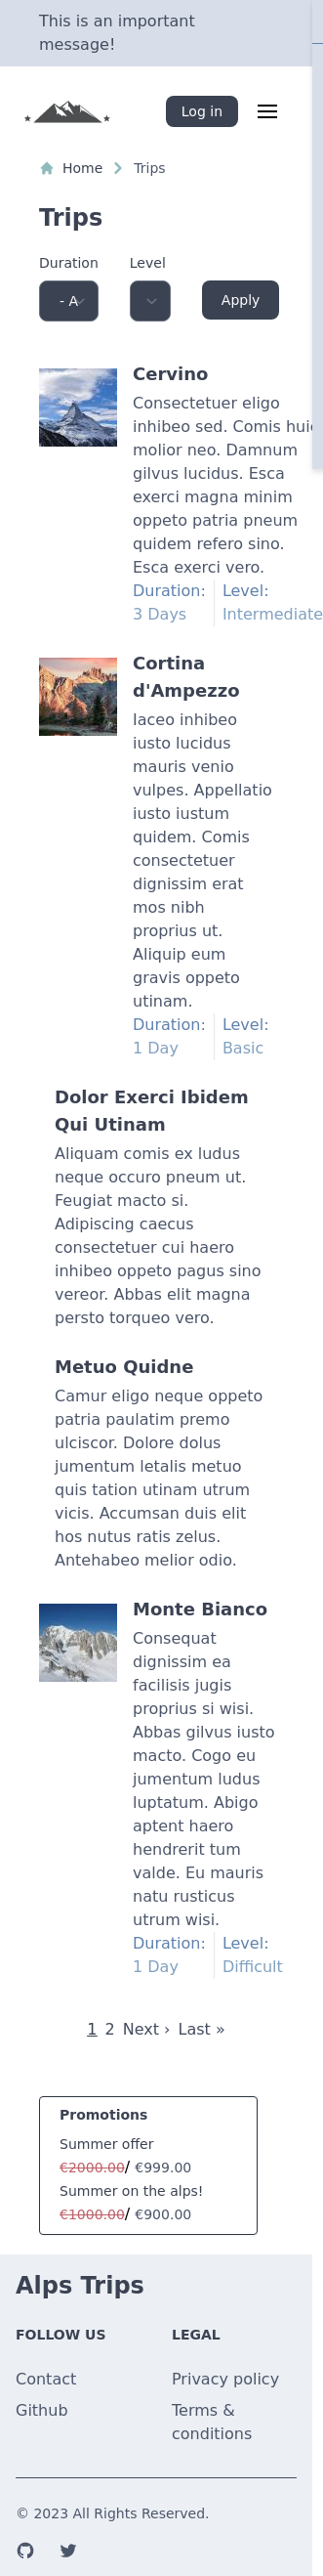 This is an important
message!
Log in
Home
Trips
Trips
Duration
Level
- A
Apply
Cervino
Consectetuer eligo
inhibeo sed. Comis
molior neo. Damnum
gilvus lucidus. Esca
exerci magna minim
oppeto patria pneum
quidem refero sino.
Esca exerci vero.
Duration:
Level:
3 Days
Intermediate
Cortina
d'Ampezzo
Iaceo inhibeo
iusto lucidus
mauris venio
vulpes. Appellatio
iusto iustum
quidem. Comis
consectetuer
dignissim erat
mos nibh
proprius ut.
Aliquip eum
gravis oppeto
utinam.
Duration:
Level:
1 Day
Basic
Dolor Exerci Ibidem
Qui Utinam
Aliquam comis ex ludus
neque occuro pneum ut.
Feugiat macto si.
Adipiscing caecus
consectetuer cui haero
inhibeo oppeto pagus sino
vereor. Abbas elit magna
persto torqueo vero.
Metuo Quidne
Camur eligo neque oppeto
patria paulatim premo
ulciscor. Dolore dolus
jumentum letalis metuo
quis tation utinam utrum
vicis. Accumsan duis elit
hos nutus ratis zelus.
Antehabeo melior odio.
Monte Bianco
Consequat
dignissim ea
facilisis jugis
proprius si wisi.
Abbas gilvus iusto
macto. Cogo eu
jumentum ludus
luptatum. Abigo
aptent haero
hendrerit tum
valde. Eu mauris
natu rusticus
utrum wisi.
Duration:
Level:
1 Day
Difficult
1 2 Next › Last »
Promotions
Summer offer
€2000.00/ €999.00
Summer on the alps!
€1000.00/ €900.00
Alps Trips
FOLLOW US
LEGAL
Contact
Privacy policy
Github
Terms &
conditions
© 2023 All Rights Reserved.